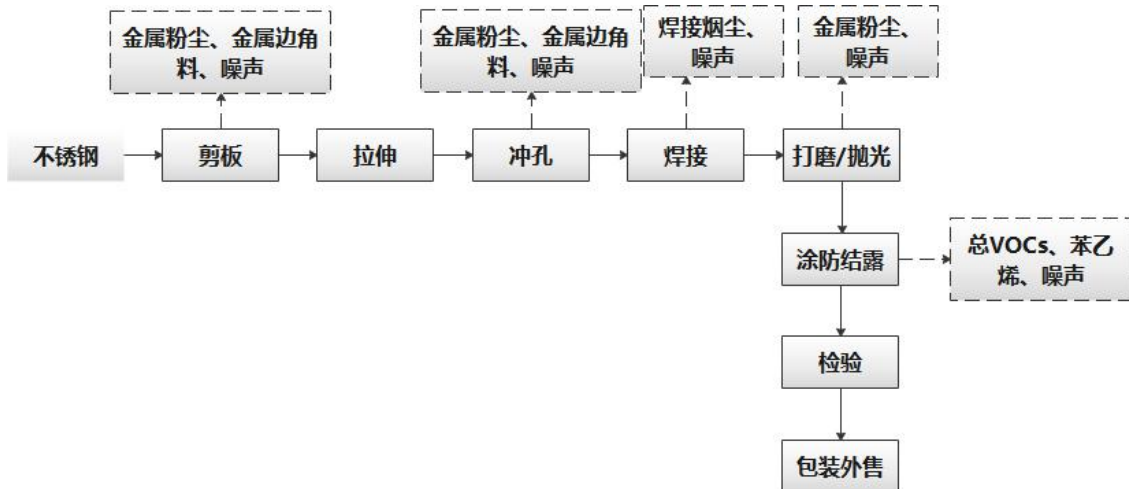 金属粉尘、金属边角
料、噪声
金属粉尘、金属边角
料、噪声
焊接烟尘、
噪声
金属粉尘、
噪声
不锈钢
剪板
拉伸
冲孔
焊接
打磨/抛光
涂防结露
总VOCs、苯乙
烯、噪声
检验
包装外售